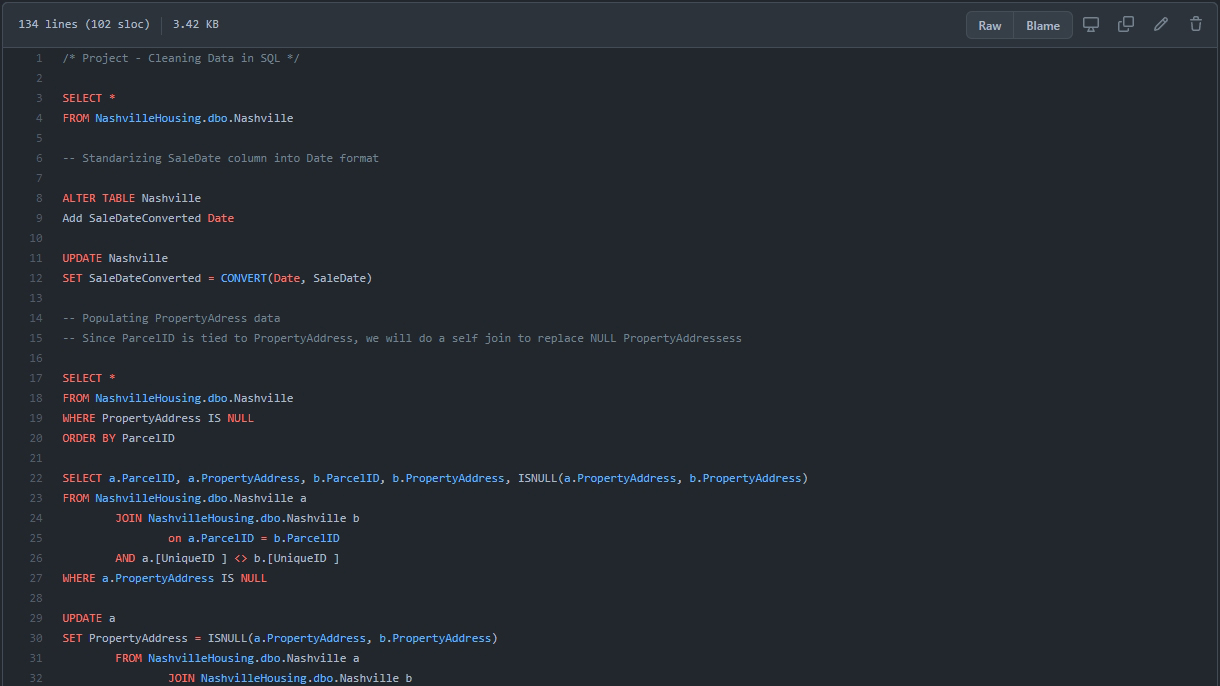 134 lines (102 sloc) 3.42 KB Raw Blame
1 /* Project - Cleaning Data in SQL */
2
3 SELECT *
4 FROM NashvilleHousing.dbo.Nashville
5
6 -- Standarizing SaleDate column into Date format
7
8 ALTER TABLE Nashville
9 Add SaleDateConverted Date
10
11 UPDATE Nashville
12 SET SaleDateConverted = CONVERT(Date, SaleDate)
13
14 -- Populating PropertyAdress data
15 -- Since ParcelID is tied to PropertyAddress, we will do a self join to replace NULL PropertyAddressess
16
17 SELECT *
18 FROM NashvilleHousing.dbo.Nashville
19 WHERE PropertyAddress IS NULL
20 ORDER BY ParcelID
21
22 SELECT a.ParcelID, a.PropertyAddress, b.ParcelID, b.PropertyAddress, ISNULL(a.PropertyAddress, b.PropertyAddress)
23 FROM NashvilleHousing.dbo.Nashville a
24 JOIN NashvilleHousing.dbo.Nashville b
25 on a.ParcelID = b.ParcelID
26 AND a.[UniqueID ] <> b.[UniqueID ]
27 WHERE a.PropertyAddress IS NULL
28
29 UPDATE a
30 SET PropertyAddress = ISNULL(a.PropertyAddress, b.PropertyAddress)
31 FROM NashvilleHousing.dbo.Nashville a
32 JOIN NashvilleHousing.dbo.Nashville b